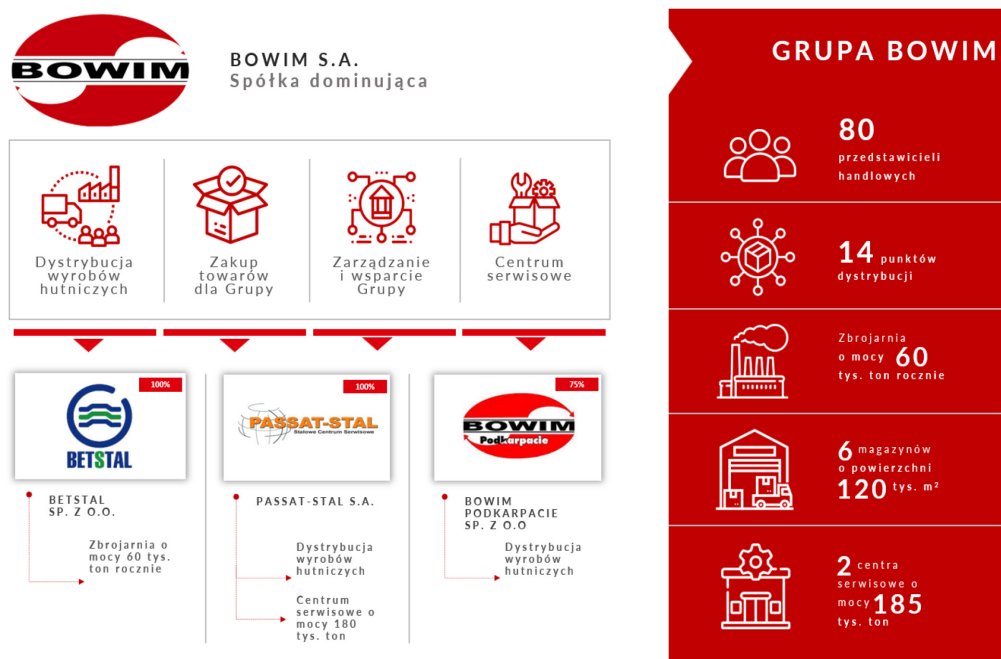 BOWIM
BOWIM S.A.
Spółka dominująca
Dystrybucja
wyrobów
hutniczych
Zakup
towarów
dla Grupy
Zarządzanie
i wsparcie
Grupy
Centrum
serwisowe
100%
BETSTAL
100%
PASSAT-STAL
Stalowe Centrum Serwisowe
75%
BOWIM
Podkarpacie
BETSTAL
SP. Z O.O.
Zbrojarnia o
mocy 60 tys.
ton rocznie
PASSAT-STAL S.A.
Dystrybucja
wyrobów
hutniczych
Centrum
serwisowe o
mocy 180
tys. ton
BOWIM
PODKARPACIE
SP. Z O.O
Dystrybucja
wyrobów
hutniczych
GRUPA BOWIM
80
przedstawicieli
handlowych
14 punktów
dystrybucji
Zbrojarnia
o mocy 60
tys. ton rocznie
6 magazynów
o powierzchni
120 tys. m²
2 centra
serwisowe o
mocy 185
tys. ton